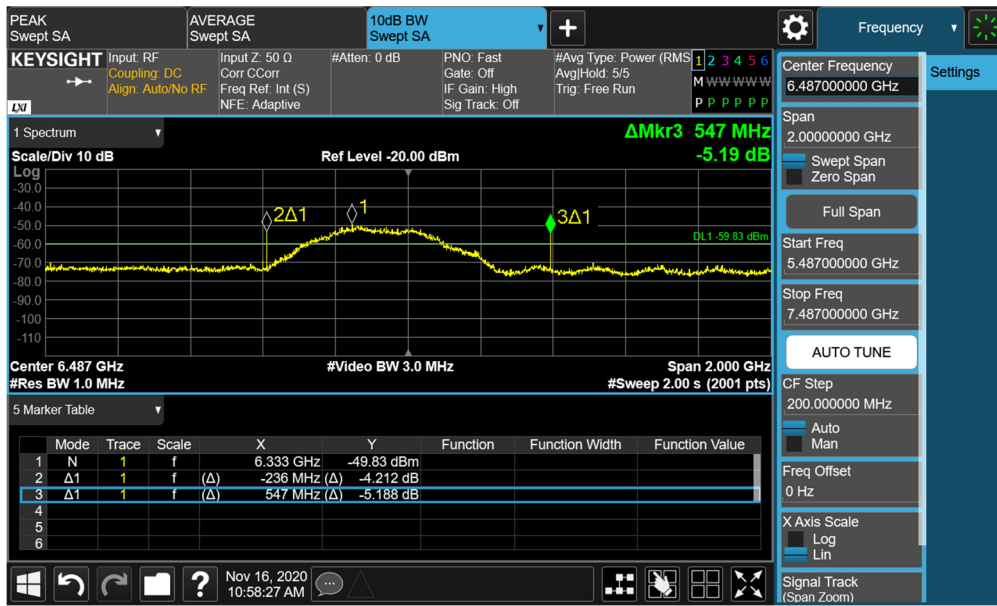 PEAK
Swept SA
AVERAGE
Swept SA
10dB BW
Swept SA
Frequency
KEYSIGHT
LXI
Input: RF
Coupling: DC
Align: Auto/No RF
Input Z: 50 Ω
Corr CCorr
Freq Ref: Int (S)
NFE: Adaptive
#Atten: 0 dB
PNO: Fast
Gate: Off
IF Gain: High
Sig Track: Off
#Avg Type: Power (RMS
Avg|Hold: 5/5
Trig: Free Run
1 2 3 4 5 6
M W W W W W
P P P P P P
Center Frequency
6.487000000 GHz
Settings
1 Spectrum
ΔMkr3 547 MHz
Scale/Div 10 dB
Ref Level -20.00 dBm
-5.19 dB
Log
-30.0
-40.0
-50.0
-60.0
-70.0
-80.0
-90.0
-100
-110
2Δ1
1
3Δ1
DL1 -59.83 dBm
Center 6.487 GHz
#Video BW 3.0 MHz
Span 2.000 GHz
#Res BW 1.0 MHz
#Sweep 2.00 s (2001 pts)
Span
2.00000000 GHz
Swept Span
Zero Span
Full Span
Start Freq
5.487000000 GHz
Stop Freq
7.487000000 GHz
AUTO TUNE
CF Step
200.000000 MHz
Auto
Man
Freq Offset
0 Hz
X Axis Scale
Log
Lin
Signal Track
(Span Zoom)
5 Marker Table
Mode Trace Scale X Y Function Function Width Function Value
1 N 1 f 6.333 GHz -49.83 dBm
2 Δ1 1 f (Δ) -236 MHz (Δ) -4.212 dB
3 Δ1 1 f (Δ) 547 MHz (Δ) -5.188 dB
4
5
6
?
Nov 16, 2020
10:58:27 AM